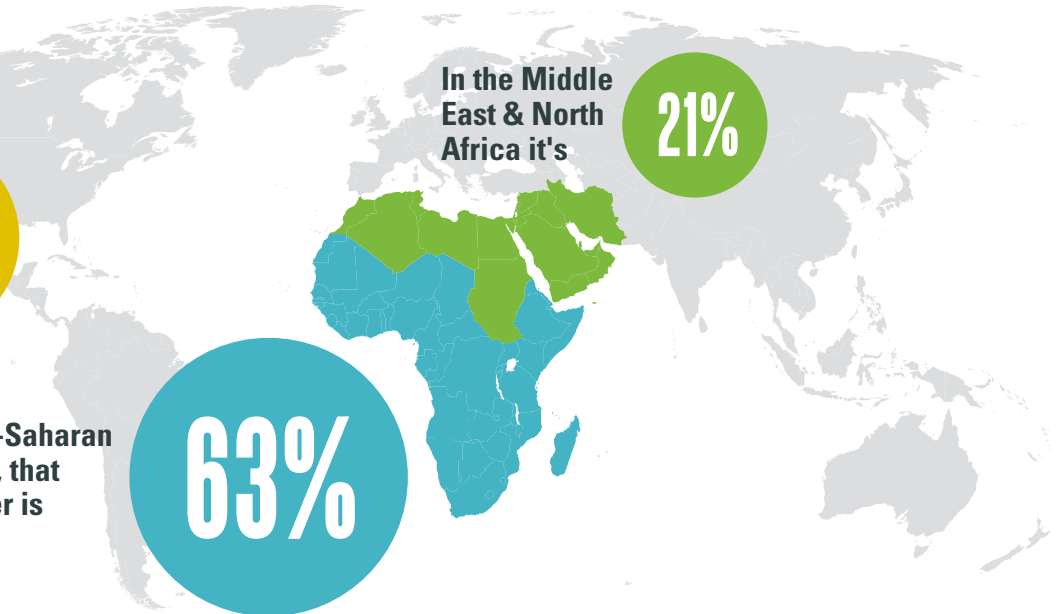 In the Middle
East & North
Africa it's
21%
-Saharan
, that
er is
63%